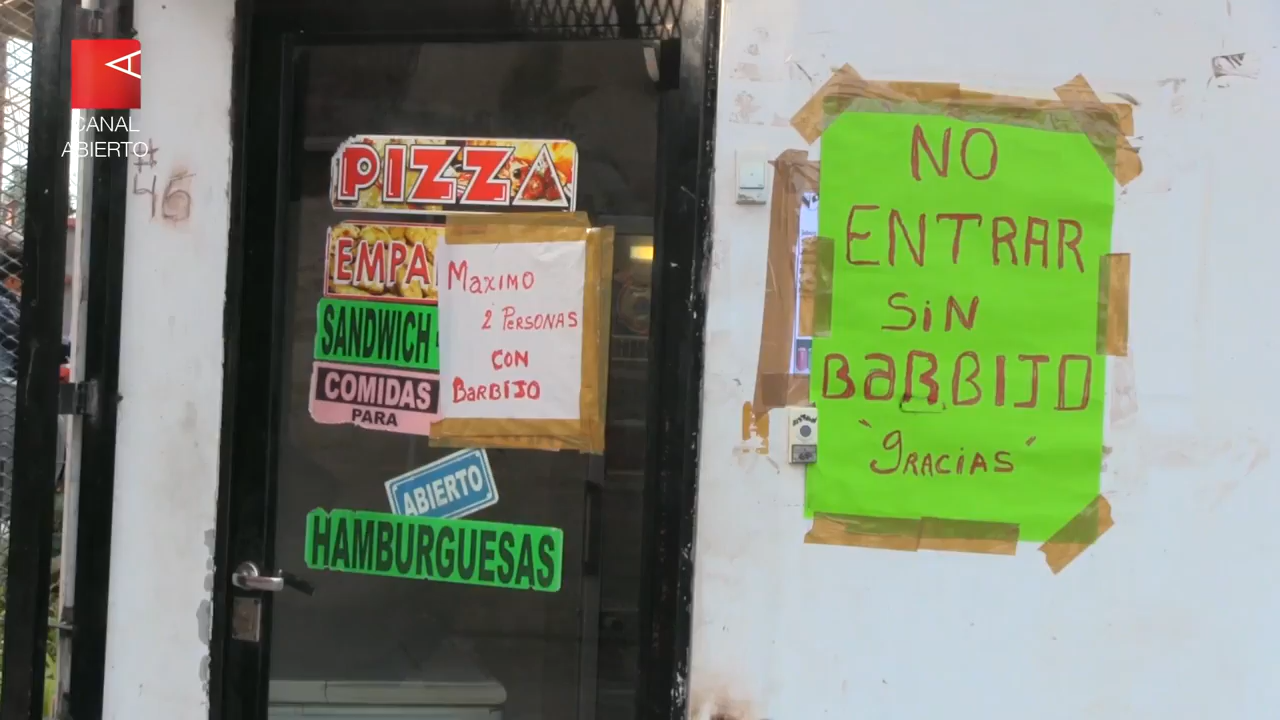 CANAL
ABIERTO
#
46
PIZZA
EMPA
SANDWICH
COMIDAS
PARA
MAXIMO
2 PERSONAS
CON
BARBIJO
ABIERTO
HAMBURGUESAS
NO
ENTRAR
SiN
BaRBIJO
"gRACiAS"